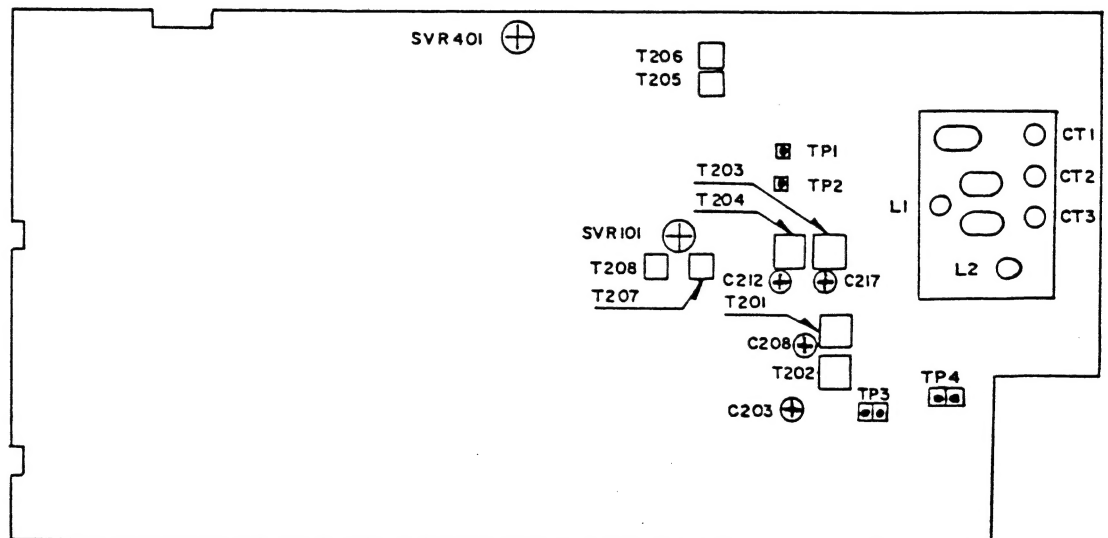 SVR401
T206
T205
TP1
CT1
T203
TP2
CT2
T204
L1
CT3
SVR101
T208
C212
C217
L2
T207
T201
C208
T202
TP4
TP3
C203